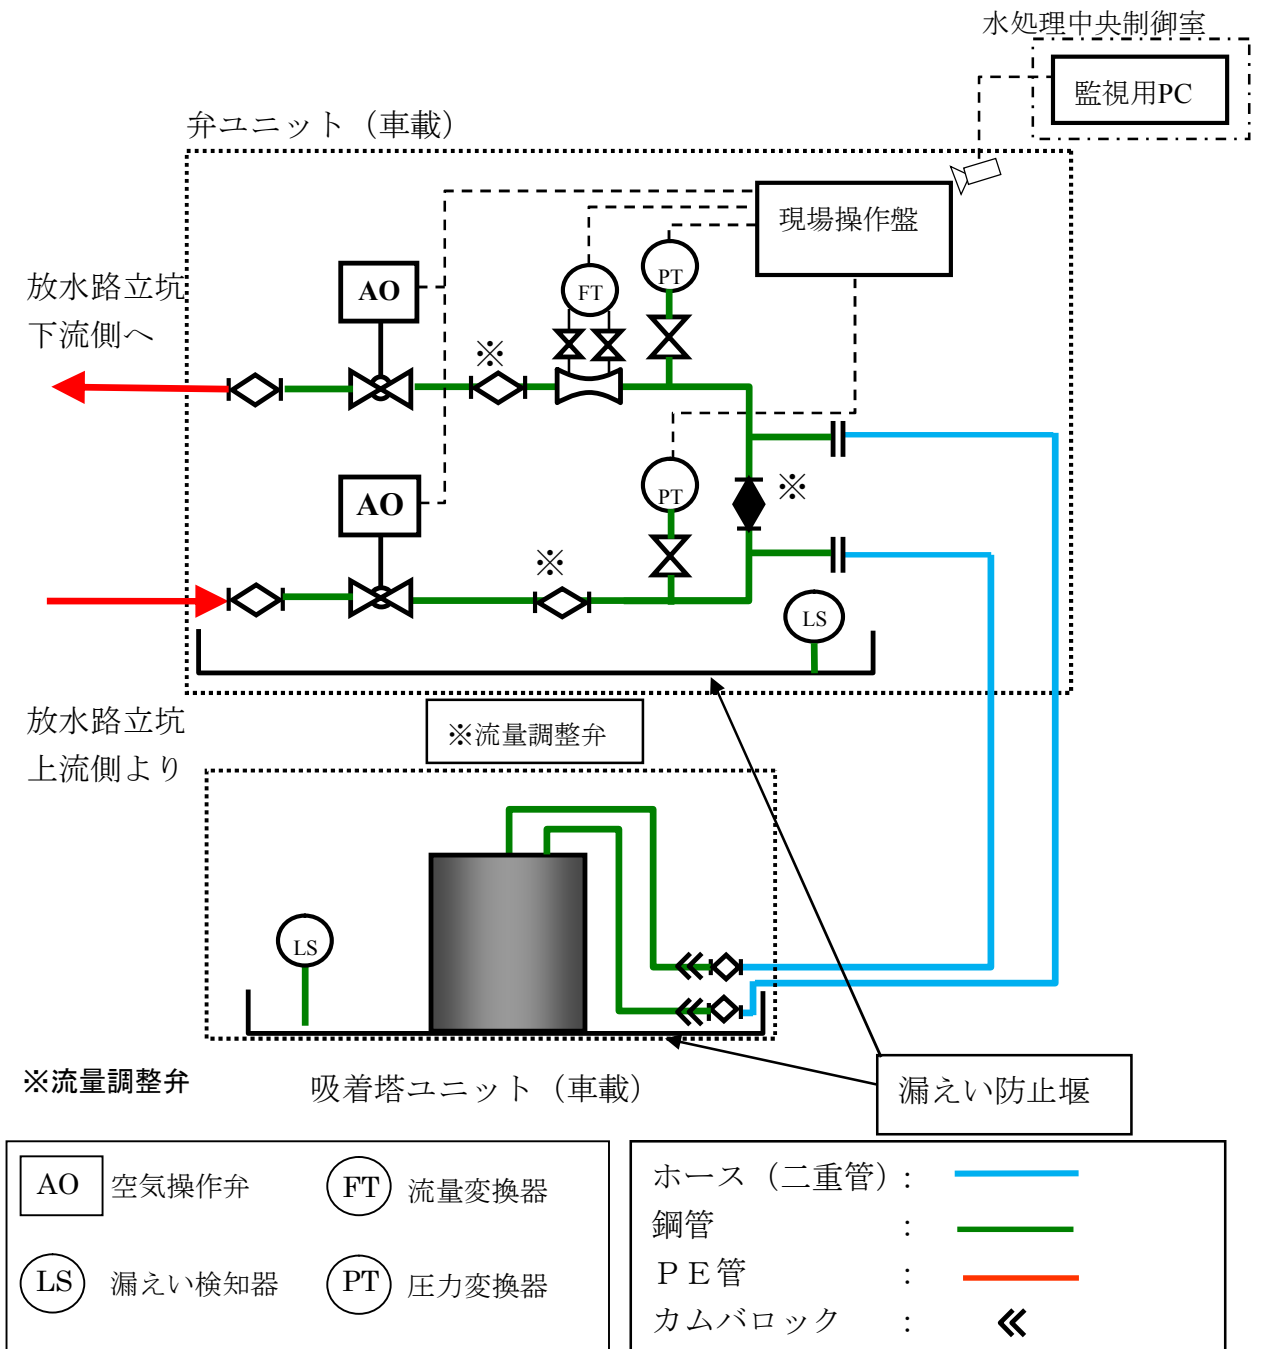 水処理中央制御室
監視用PC
弁ユニット（車載）
現場操作盤
放水路立坑
下流側へ
AO
FT
PT
※
AO
PT
※
※
LS
放水路立坑
上流側より
※流量調整弁
LS
※流量調整弁
吸着塔ユニット（車載）
漏えい防止堰
AO 空気操作弁
FT 流量変換器
LS 漏えい検知器
PT 圧力変換器
ホース（二重管）:
鋼管 :
ＰＥ管 :
カムバロック :